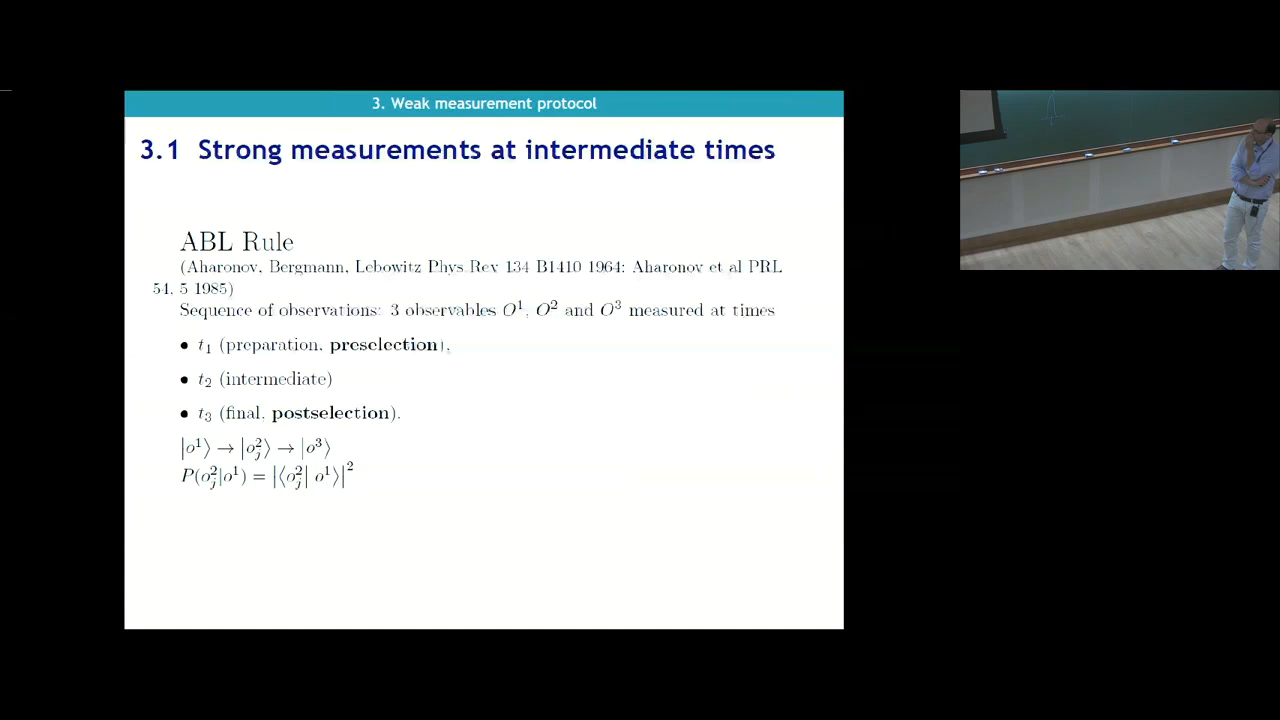 3. Weak measurement protocol
3.1 Strong measurements at intermediate times
ABL Rule
(Aharonov, Bergmann, Lebowitz Phys Rev 134 B1410 1964; Aharonov et al PRL
54, 5 1985)
Sequence of observations: 3 observables O¹, O² and O³ measured at times
• t₁ (preparation, preselection),
• t₂ (intermediate)
• t₃ (final, postselection).
|o¹⟩ → |o²ⱼ⟩ → |o³⟩
P(o²ⱼ|o¹) = |⟨o²ⱼ| o¹⟩|²